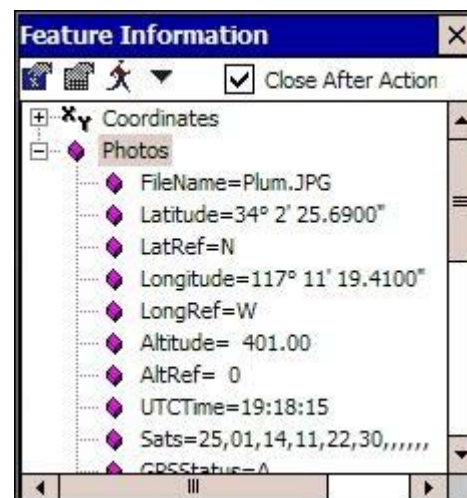 Feature Information
Close After Action
XY Coordinates
Photos
FileName=Plum.JPG
Latitude=34° 2' 25.6900"
LatRef=N
Longitude=117° 11' 19.4100"
LongRef=W
Altitude= 401.00
AltRef= 0
UTCTime=19:18:15
Sats=25,01,14,11,22,30,,,,,,
GPSStatus=A